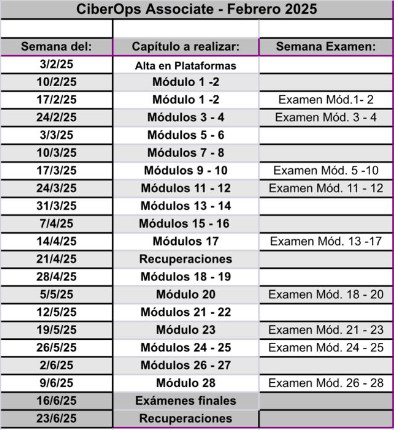 CiberOps Associate - Febrero 2025
Semana del: Capítulo a realizar: Semana Examen:
3/2/25 Alta en Plataformas
10/2/25 Módulo 1 -2
17/2/25 Módulo 1 -2 Examen Mód.1- 2
24/2/25 Módulos 3 - 4 Examen Mód. 3 - 4
3/3/25 Módulos 5 - 6
10/3/25 Módulos 7 - 8
17/3/25 Módulos 9 - 10 Examen Mód. 5 -10
24/3/25 Módulos 11 - 12 Examen Mód. 11 - 12
31/3/25 Módulos 13 - 14
7/4/25 Módulos 15 - 16
14/4/25 Módulos 17 Examen Mód. 13 -17
21/4/25 Recuperaciones
28/4/25 Módulos 18 - 19
5/5/25 Módulo 20 Examen Mód. 18 - 20
12/5/25 Módulos 21 - 22
19/5/25 Módulo 23 Examen Mód. 21 - 23
26/5/25 Módulos 24 - 25 Examen Mód. 24 - 25
2/6/25 Módulos 26 - 27
9/6/25 Módulo 28 Examen Mód. 26 - 28
16/6/25 Exámenes finales
23/6/25 Recuperaciones